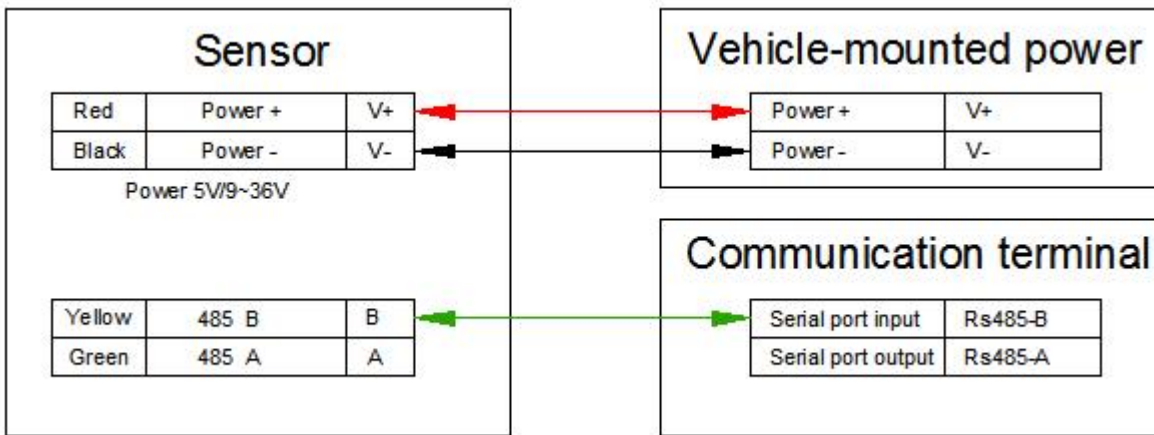 Sensor
Red Power + V+
Black Power - V-
Power 5V/9~36V
Yellow 485 B B
Green 485 A A
Vehicle-mounted power
Power + V+
Power - V-
Communication terminal
Serial port input Rs485-B
Serial port output Rs485-A